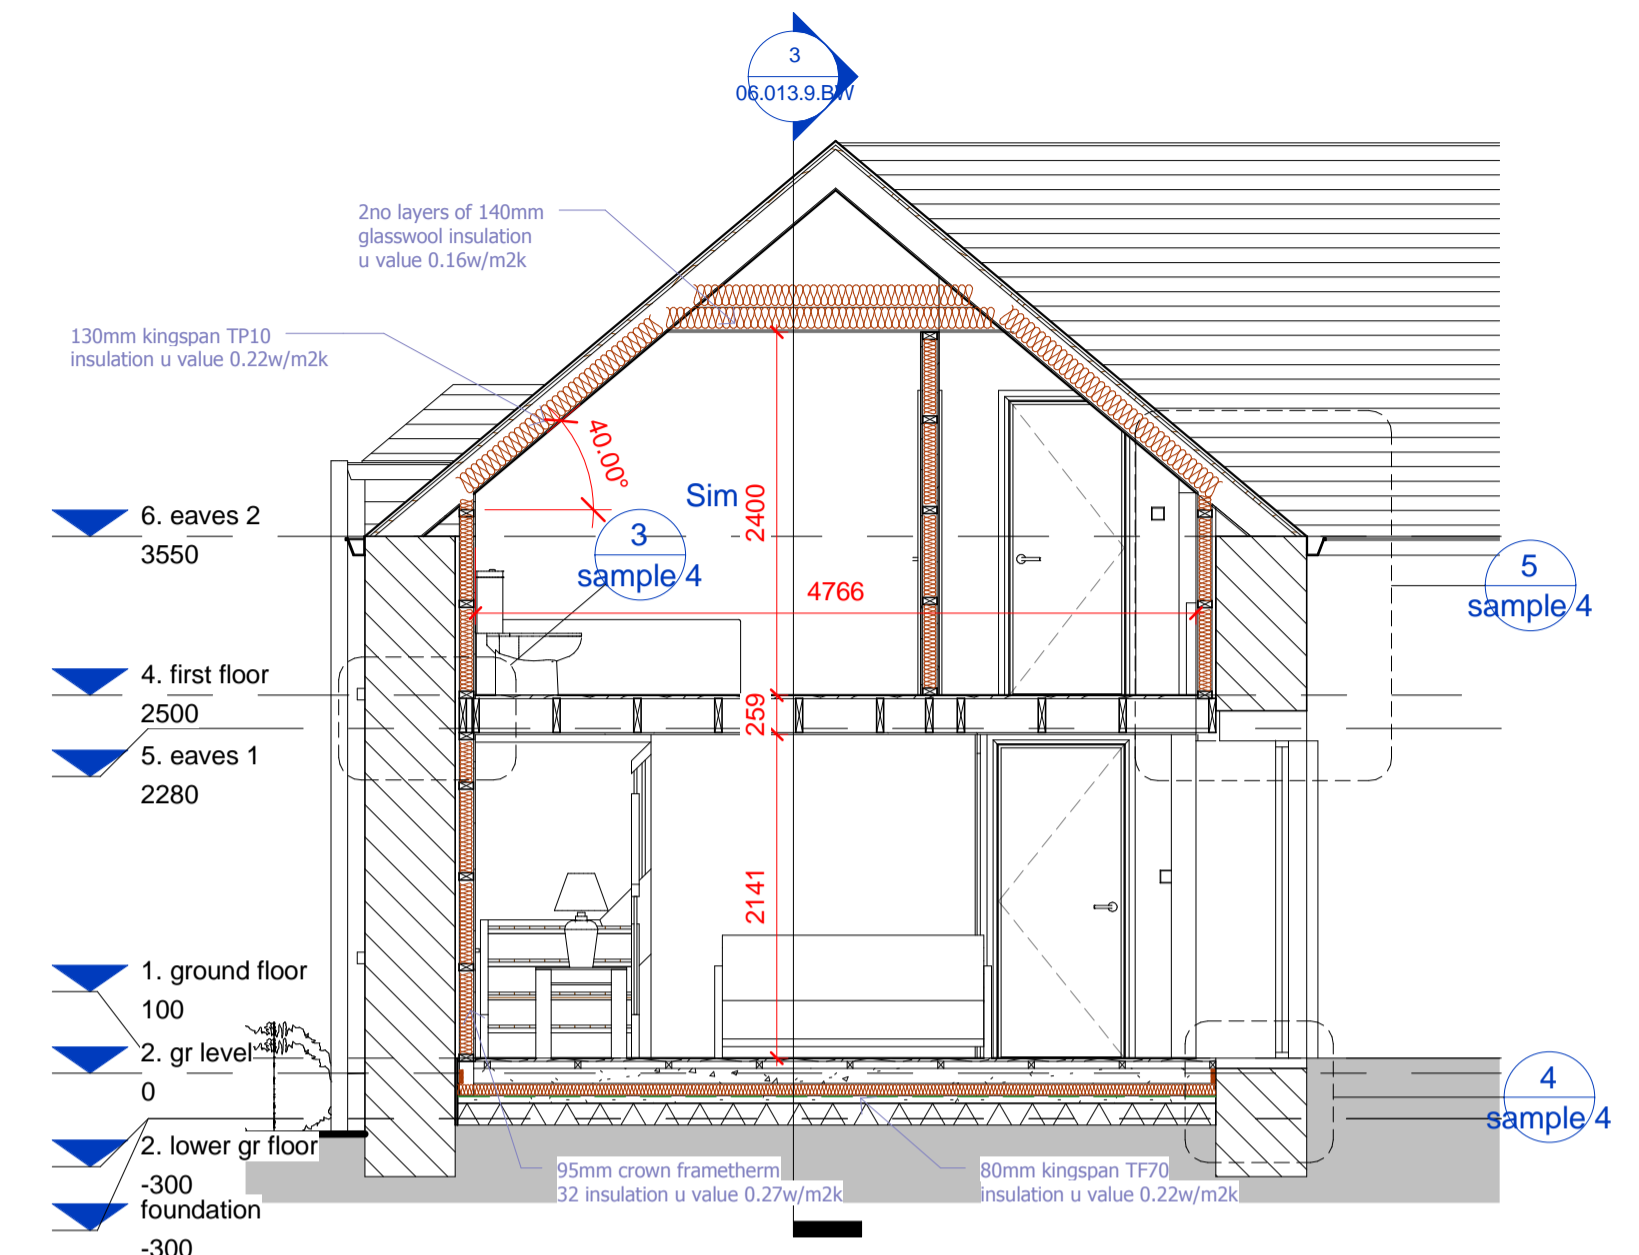 3
06.013.9.BW
2no layers of 140mm
glasswool insulation
u value 0.16w/m2k
130mm kingspan TP10
insulation u value 0.22w/m2k
40.00°
Sim
2400
3
sample 4
4766
6. eaves 2
3550
5
sample 4
4. first floor
2500
259
5. eaves 1
2280
2141
1. ground floor
100
2. gr level
0
4
sample 4
2. lower gr floor
-300
foundation
-300
95mm crown frametherm
32 insulation u value 0.27w/m2k
80mm kingspan TF70
insulation u value 0.22w/m2k